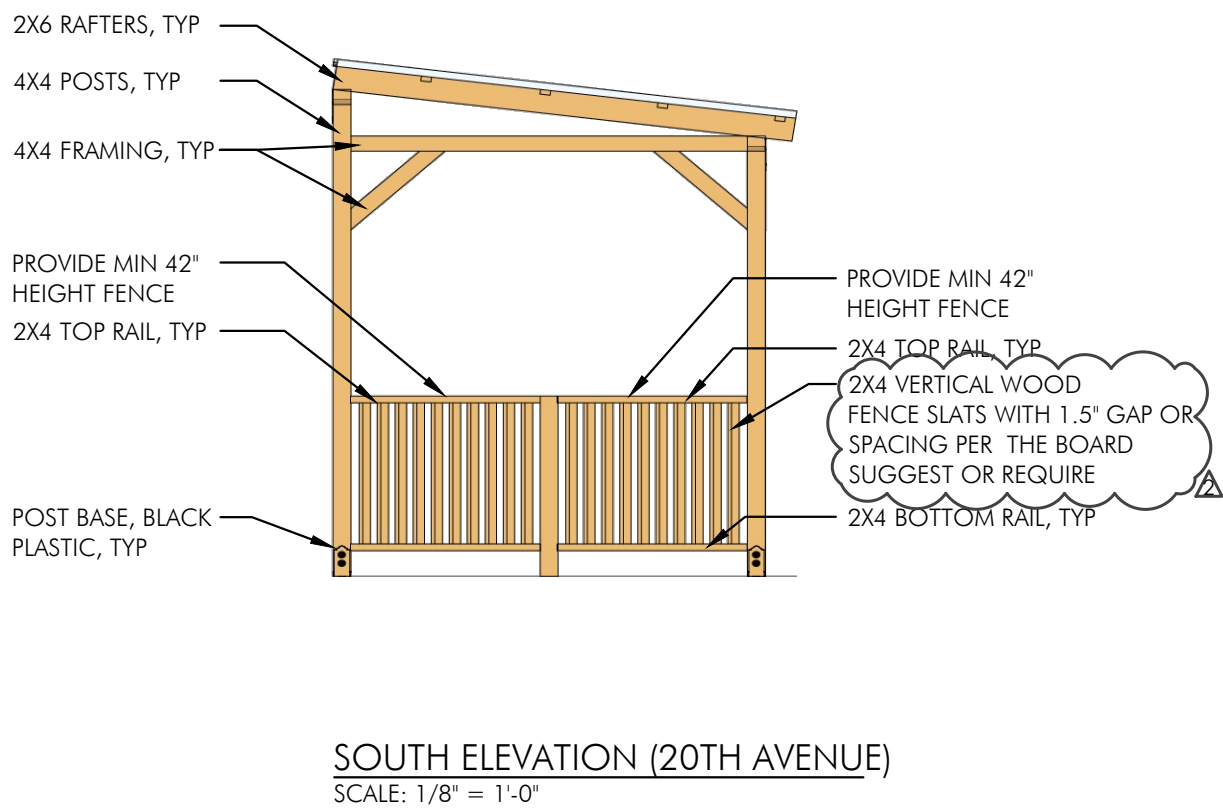 2X6 RAFTERS, TYP
4X4 POSTS, TYP
4X4 FRAMING, TYP
PROVIDE MIN 42"
HEIGHT FENCE
2X4 TOP RAIL, TYP
POST BASE, BLACK
PLASTIC, TYP
PROVIDE MIN 42"
HEIGHT FENCE
2X4 TOP RAIL, TYP
2X4 VERTICAL WOOD
FENCE SLATS WITH 1.5" GAP OR
SPACING PER THE BOARD
SUGGEST OR REQUIRE
2
2X4 BOTTOM RAIL, TYP
SOUTH ELEVATION (20TH AVENUE)
SCALE: 1/8" = 1'-0"